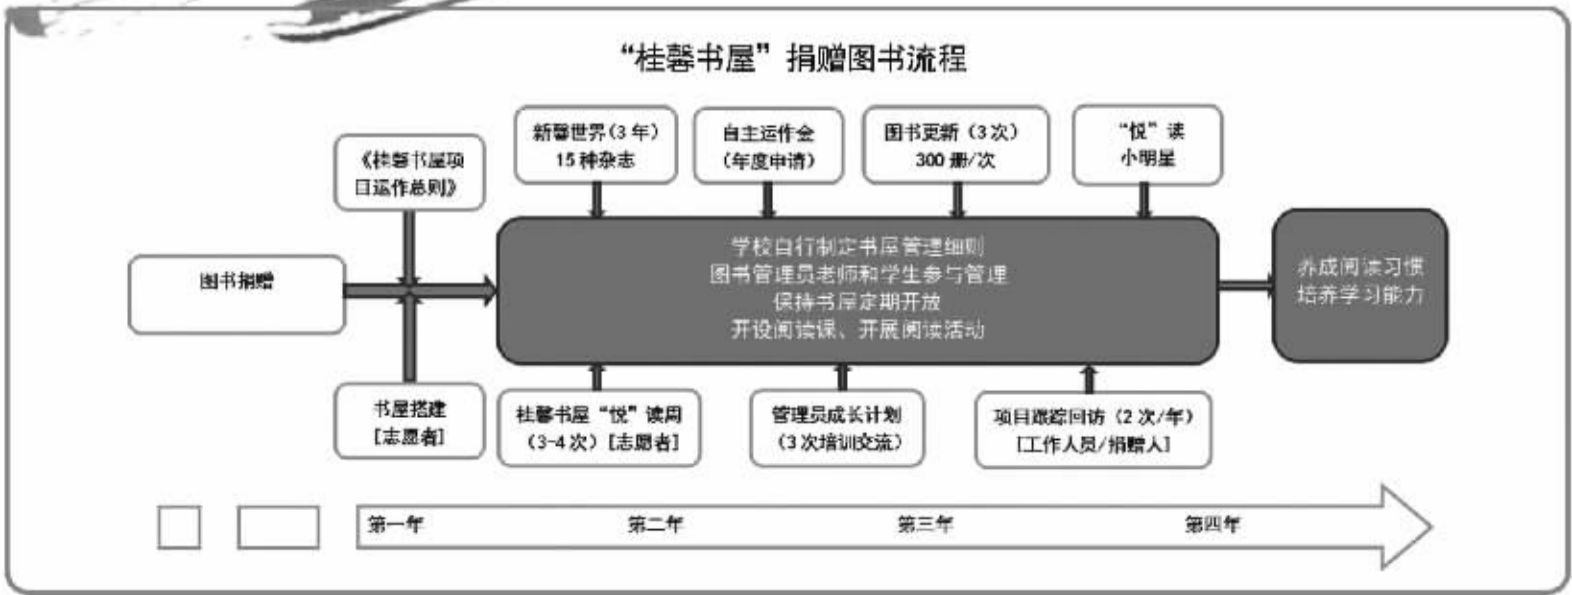 “桂馨书屋”捐赠图书流程
《桂馨书屋项
目运作总则》
新馨世界(3年)
15种杂志
自主运作会
(年度申请)
图书更新(3次)
300册/次
“悦”读
小明星
图书捐赠
学校自行制定书屋管理细则
图书管理员老师和学生参与管理
保持书屋定期开放
开设阅读课、开展阅读活动
养成阅读习惯
培养学习能力
书屋搭建
[志愿者]
桂馨书屋“悦”读周
(3-4次)[志愿者]
管理员成长计划
(3次培训交流)
项目跟踪回访(2次/年)
[工作人员/捐赠人]
第一年
第二年
第三年
第四年